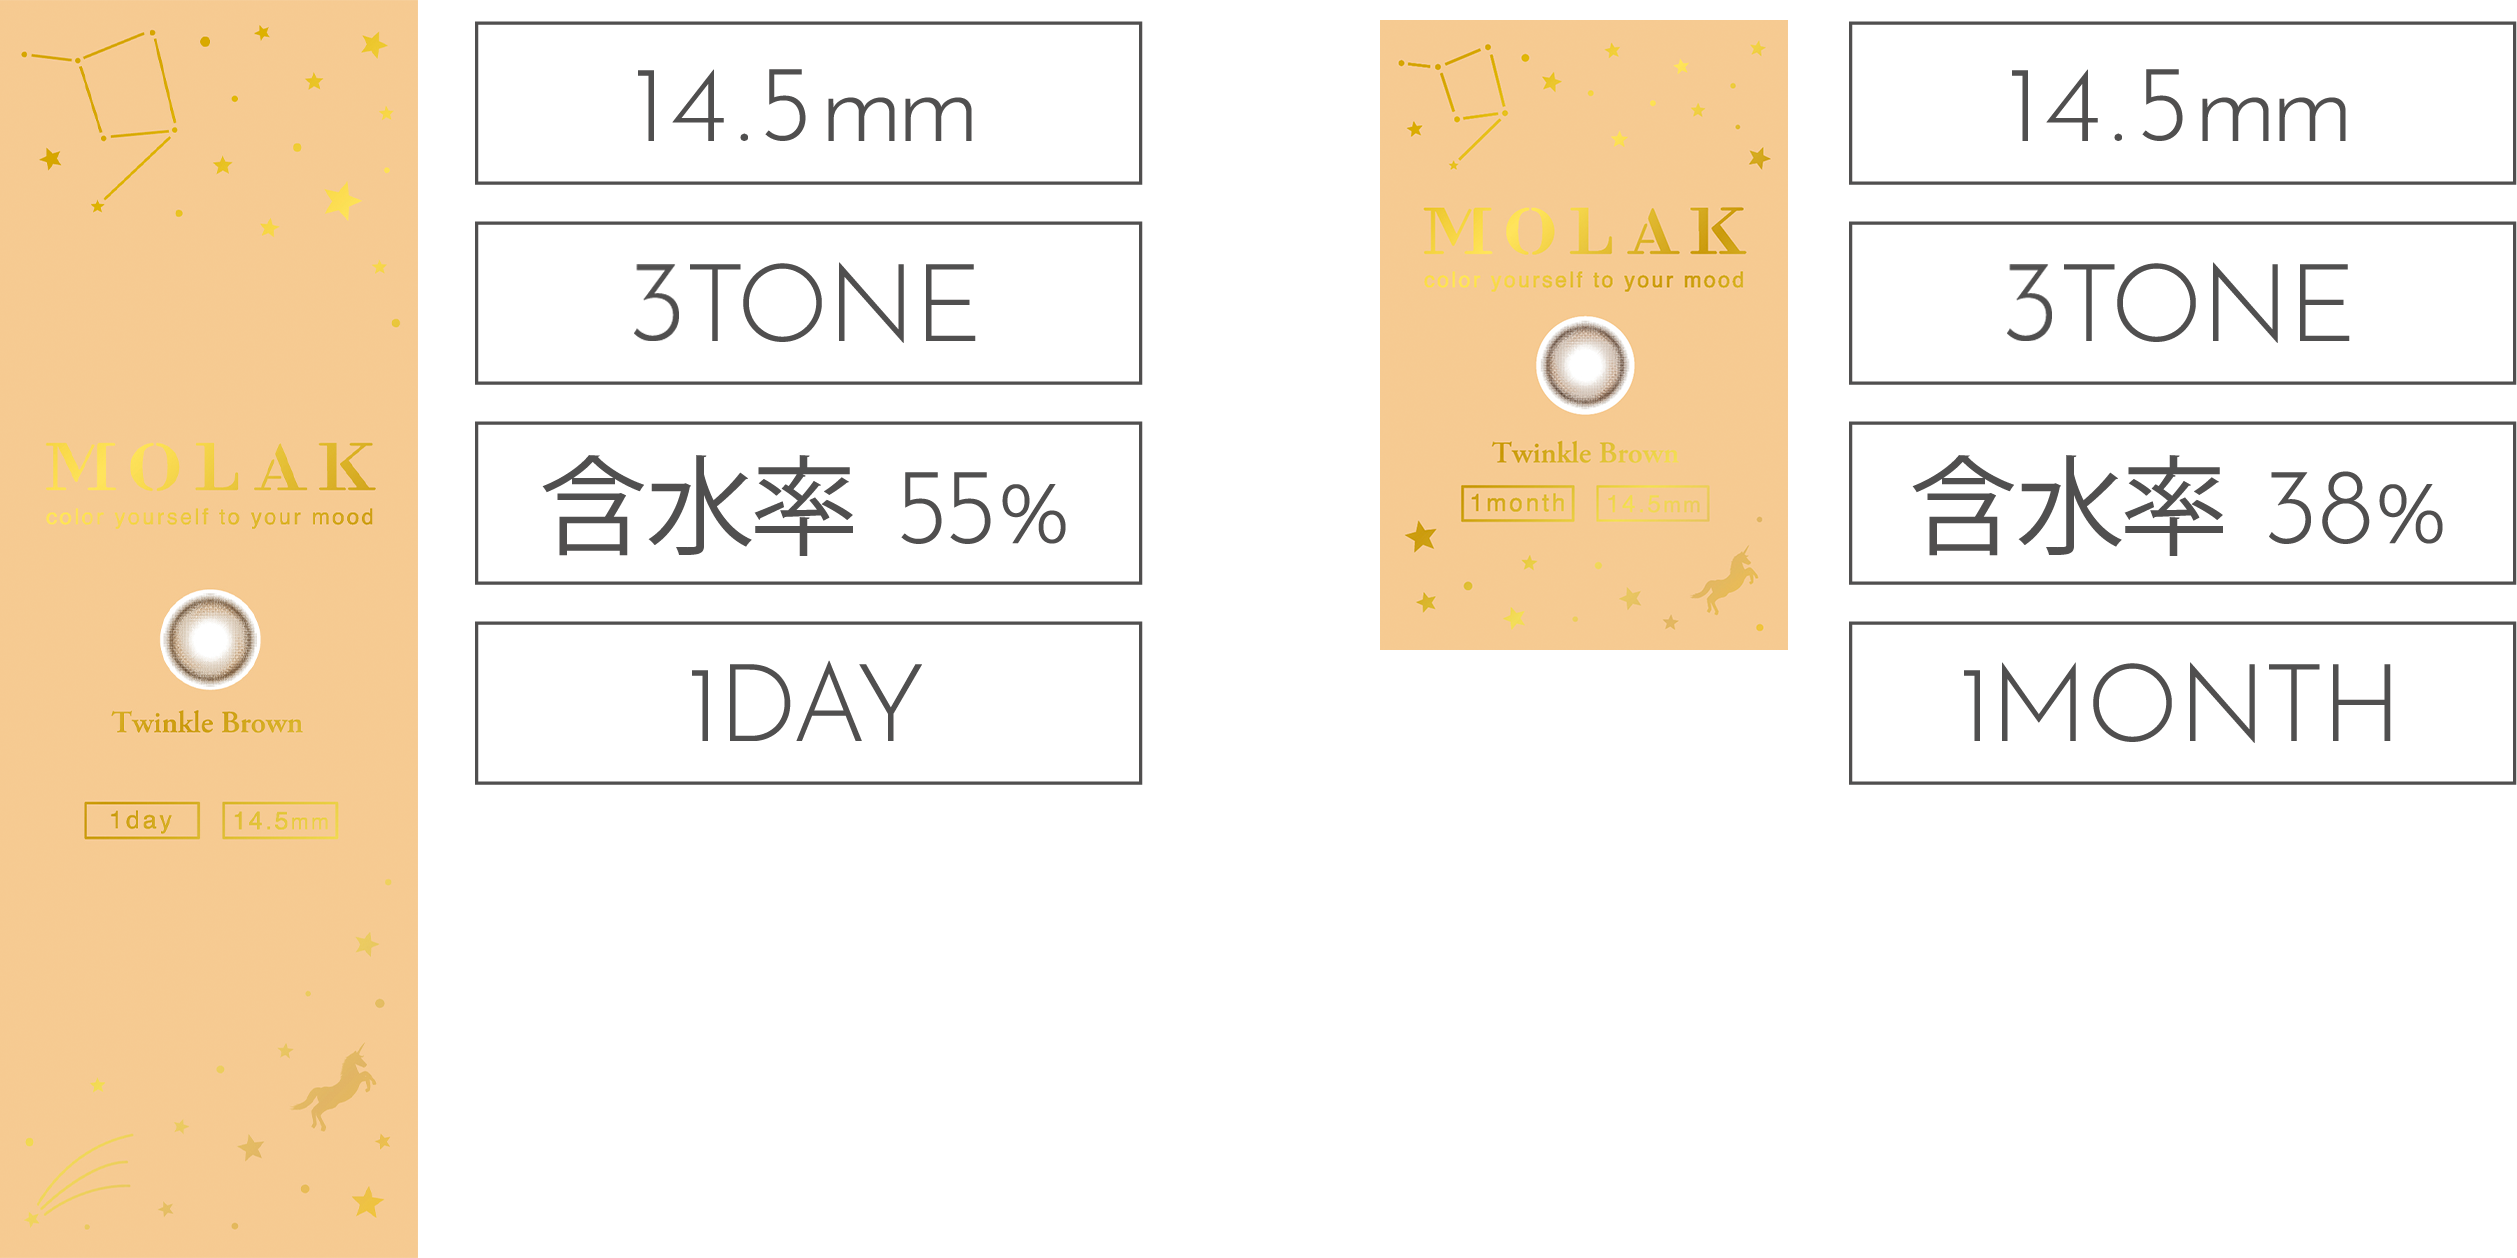 MOLAK
color yourself to your mood
Twinkle Brown
1day 14.5mm
14.5mm
3TONE
含水率 55%
1DAY
MOLAK
color yourself to your mood
Twinkle Brown
1month 14.5mm
14.5mm
3TONE
含水率 38%
1MONTH